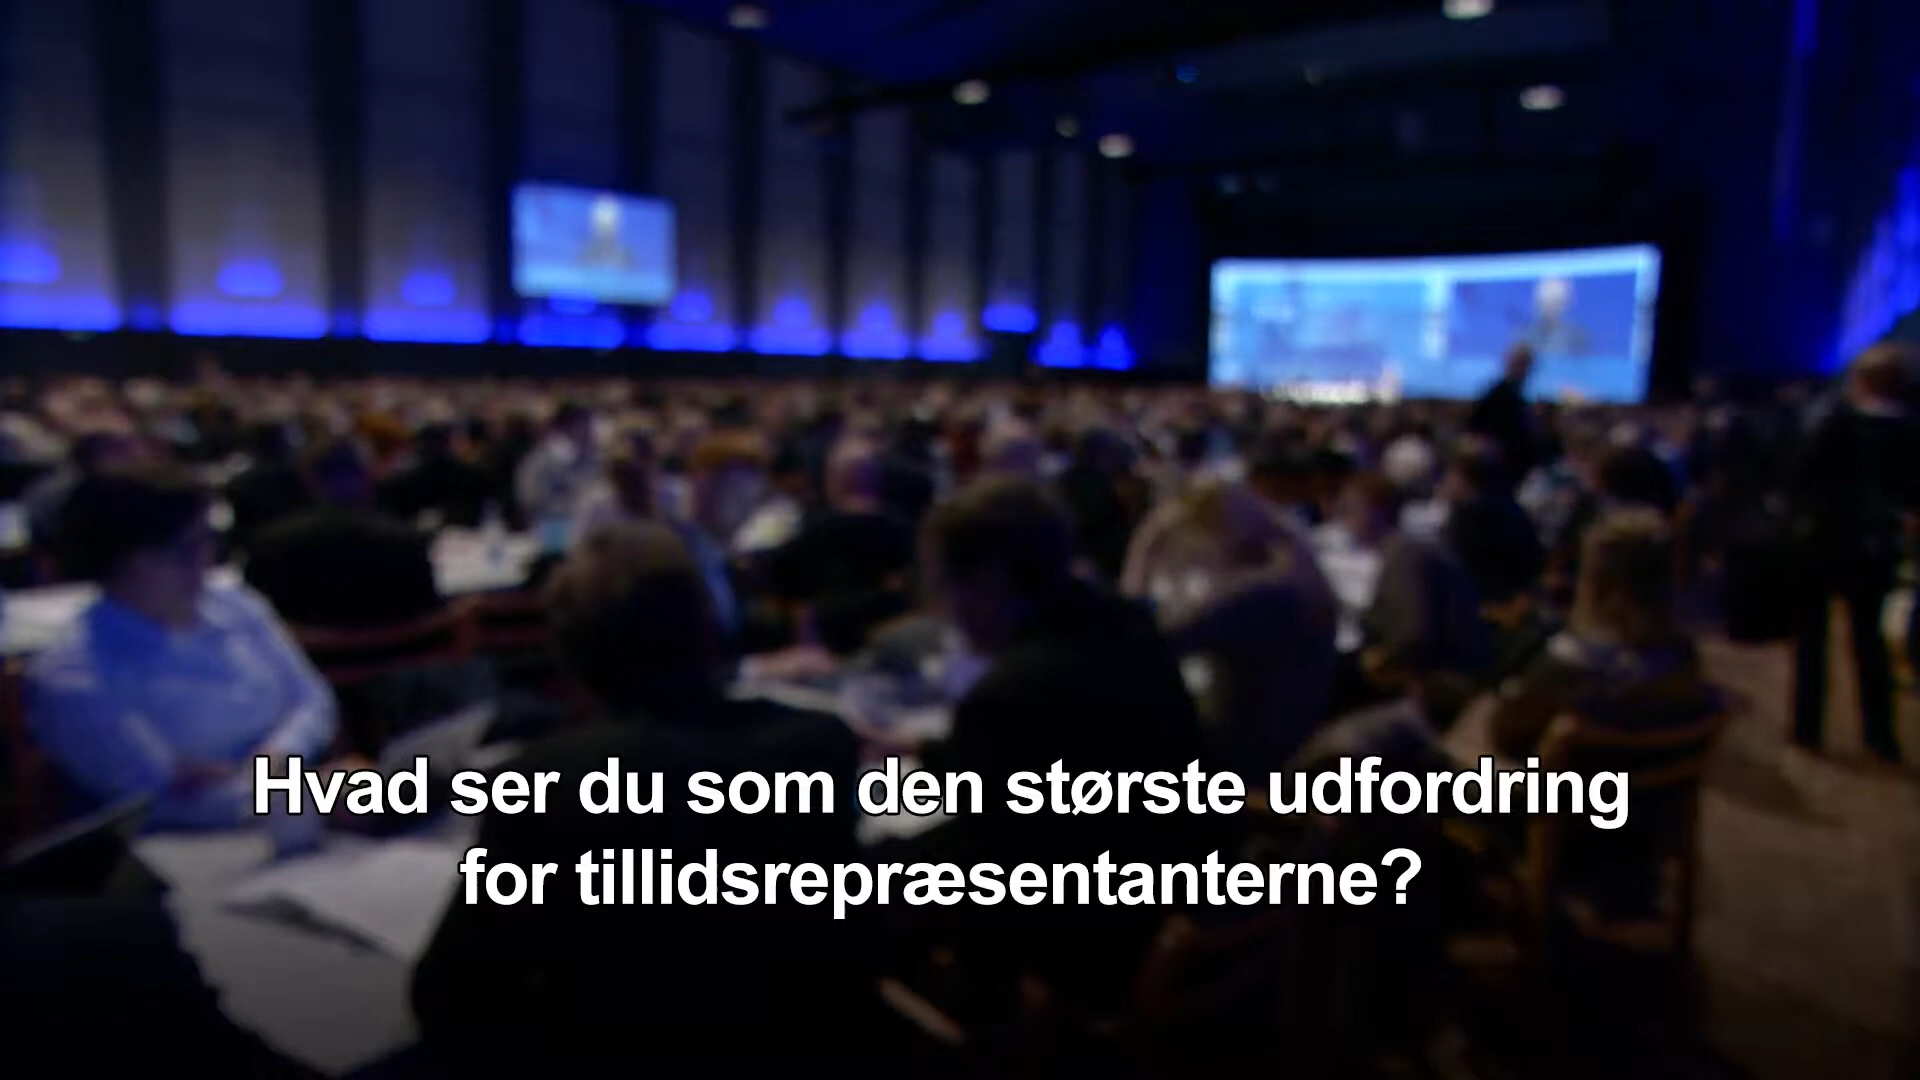 Hvad ser du som den største udfordring
for tillidsrepræsentanterne?